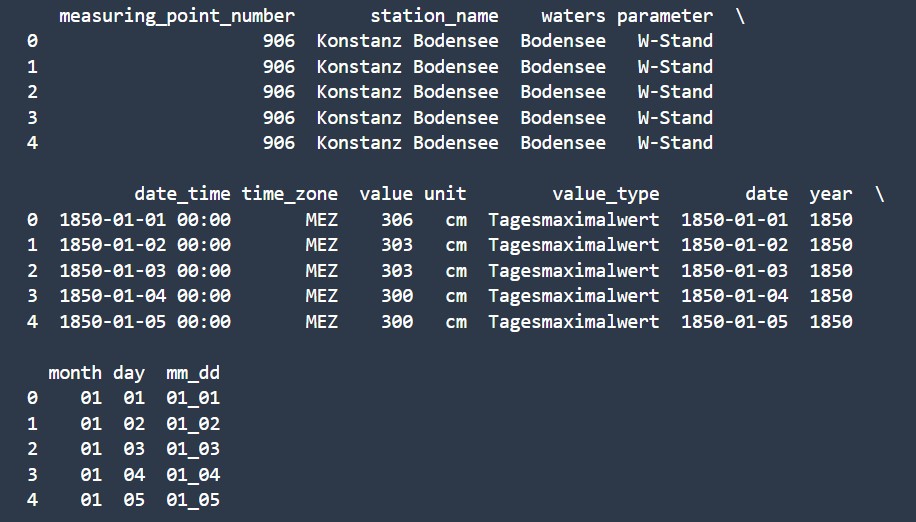 measuring_point_number station_name waters parameter \
0 906 Konstanz Bodensee Bodensee W-Stand
1 906 Konstanz Bodensee Bodensee W-Stand
2 906 Konstanz Bodensee Bodensee W-Stand
3 906 Konstanz Bodensee Bodensee W-Stand
4 906 Konstanz Bodensee Bodensee W-Stand
date_time time_zone value unit value_type date year \
0 1850-01-01 00:00 MEZ 306 cm Tagesmaximalwert 1850-01-01 1850
1 1850-01-02 00:00 MEZ 303 cm Tagesmaximalwert 1850-01-02 1850
2 1850-01-03 00:00 MEZ 303 cm Tagesmaximalwert 1850-01-03 1850
3 1850-01-04 00:00 MEZ 300 cm Tagesmaximalwert 1850-01-04 1850
4 1850-01-05 00:00 MEZ 300 cm Tagesmaximalwert 1850-01-05 1850
month day mm_dd
0 01 01 01_01
1 01 02 01_02
2 01 03 01_03
3 01 04 01_04
4 01 05 01_05